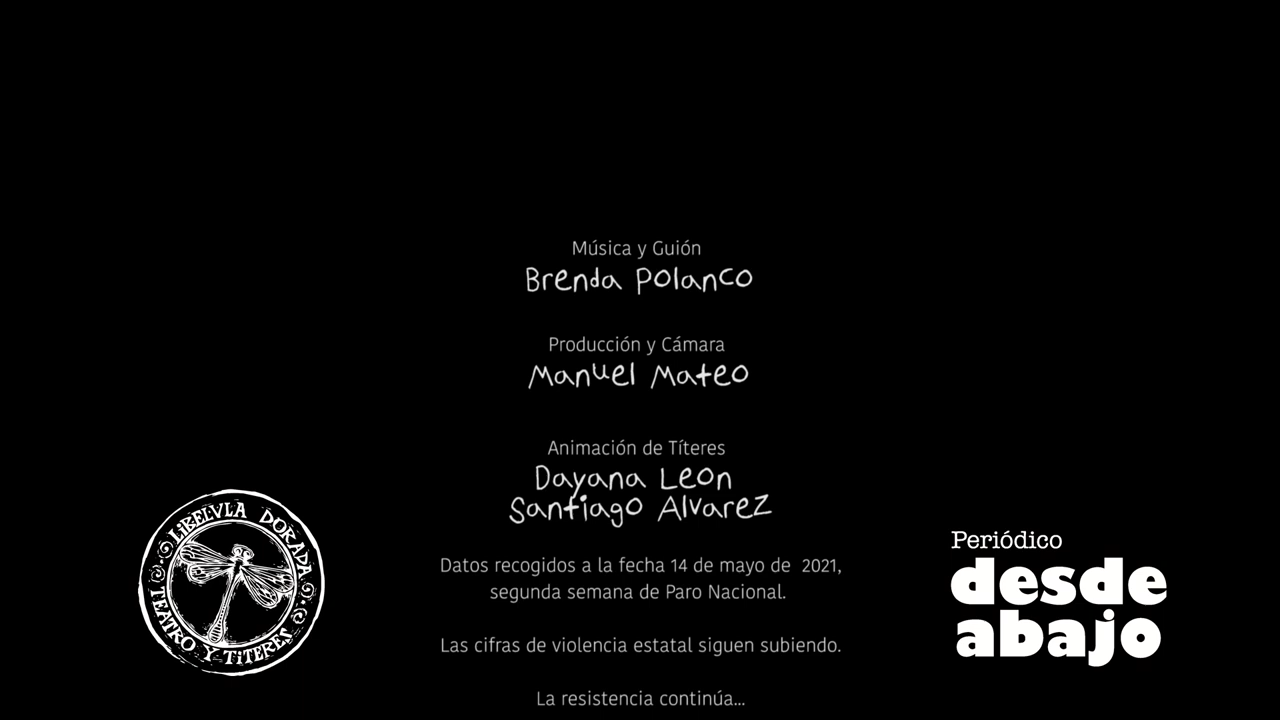 Música y Guión
Brenda Polanco
Producción y Cámara
Manuel Mateo
Animación de Títeres
Dayana Leon
Santiago Alvarez
Datos recogidos a la fecha 14 de mayo de 2021,
segunda semana de Paro Nacional.
Las cifras de violencia estatal siguen subiendo.
La resistencia continúa...
LIBELVLA DORADA
TEATRO Y TITERES
Periódico
desde
abajo